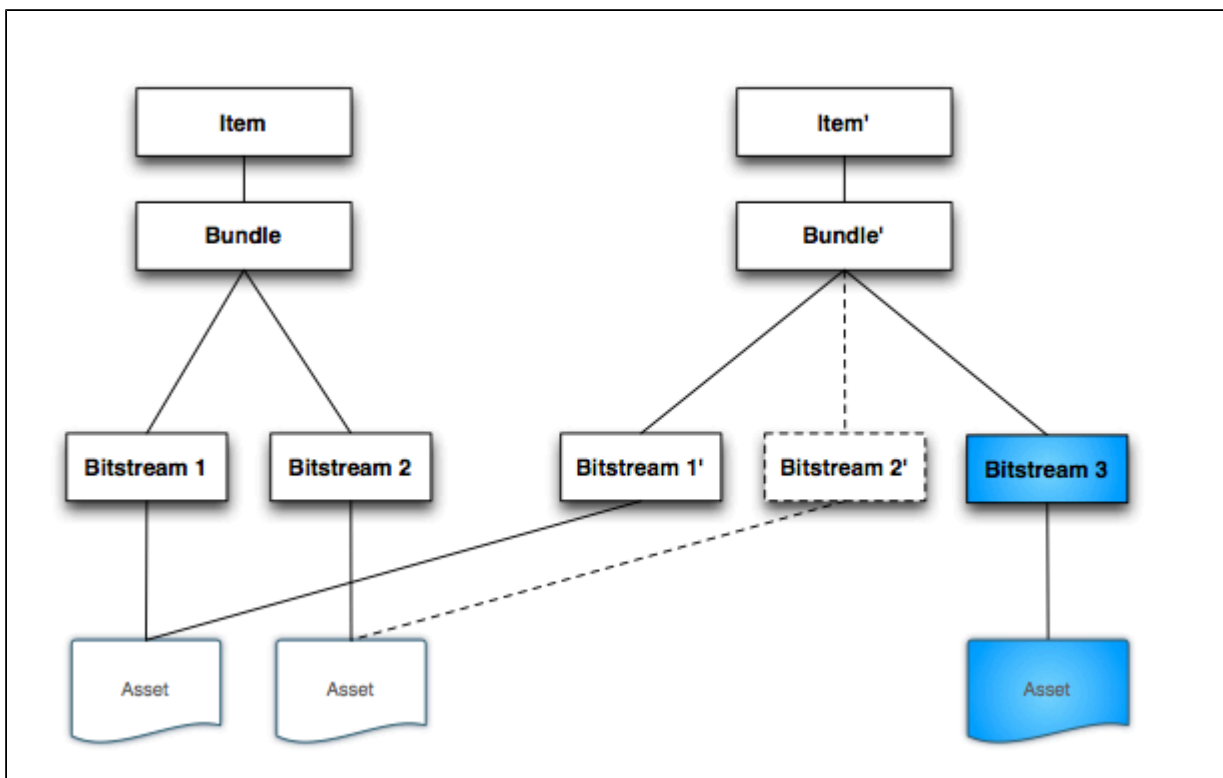 Item
Item'
Bundle
Bundle'
Bitstream 1
Bitstream 2
Bitstream 1'
Bitstream 2'
Bitstream 3
Asset
Asset
Asset